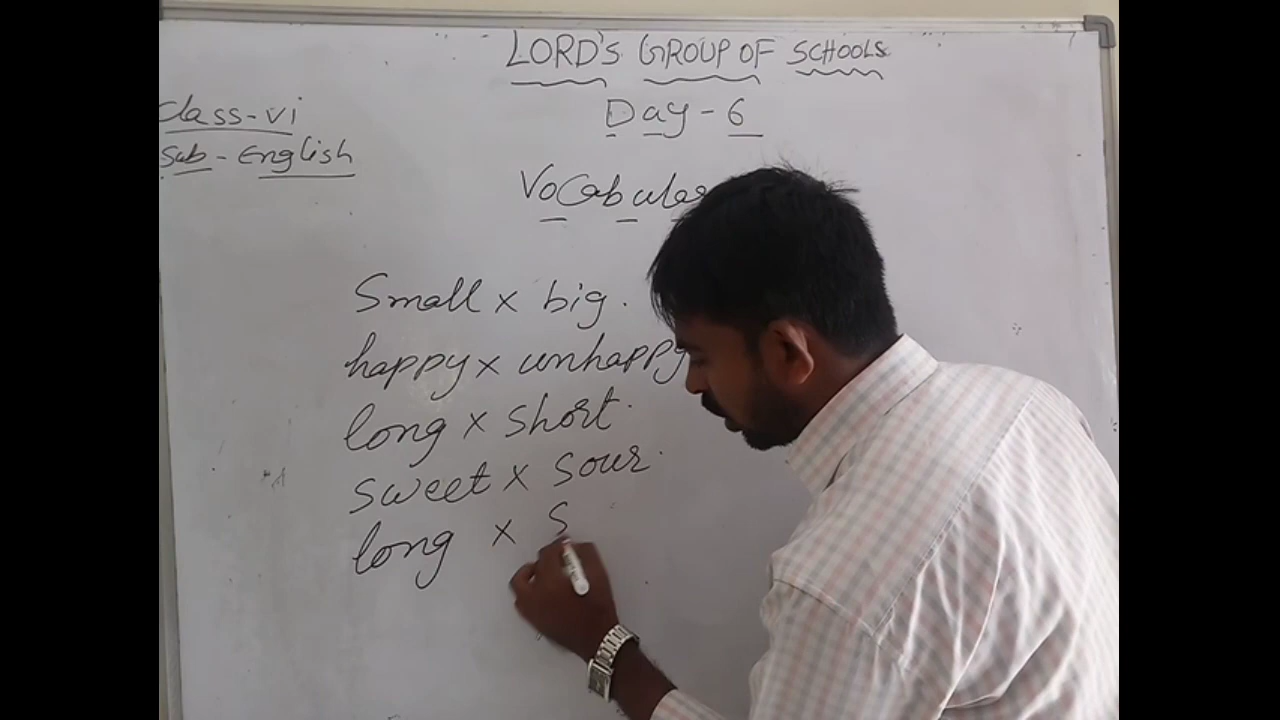 LORD'S GROUP OF SCHOOLS
Day - 6
Class - VI
Sub - English
Small x big.
happy x unhappy
long x short.
sweet x sour.
long x S